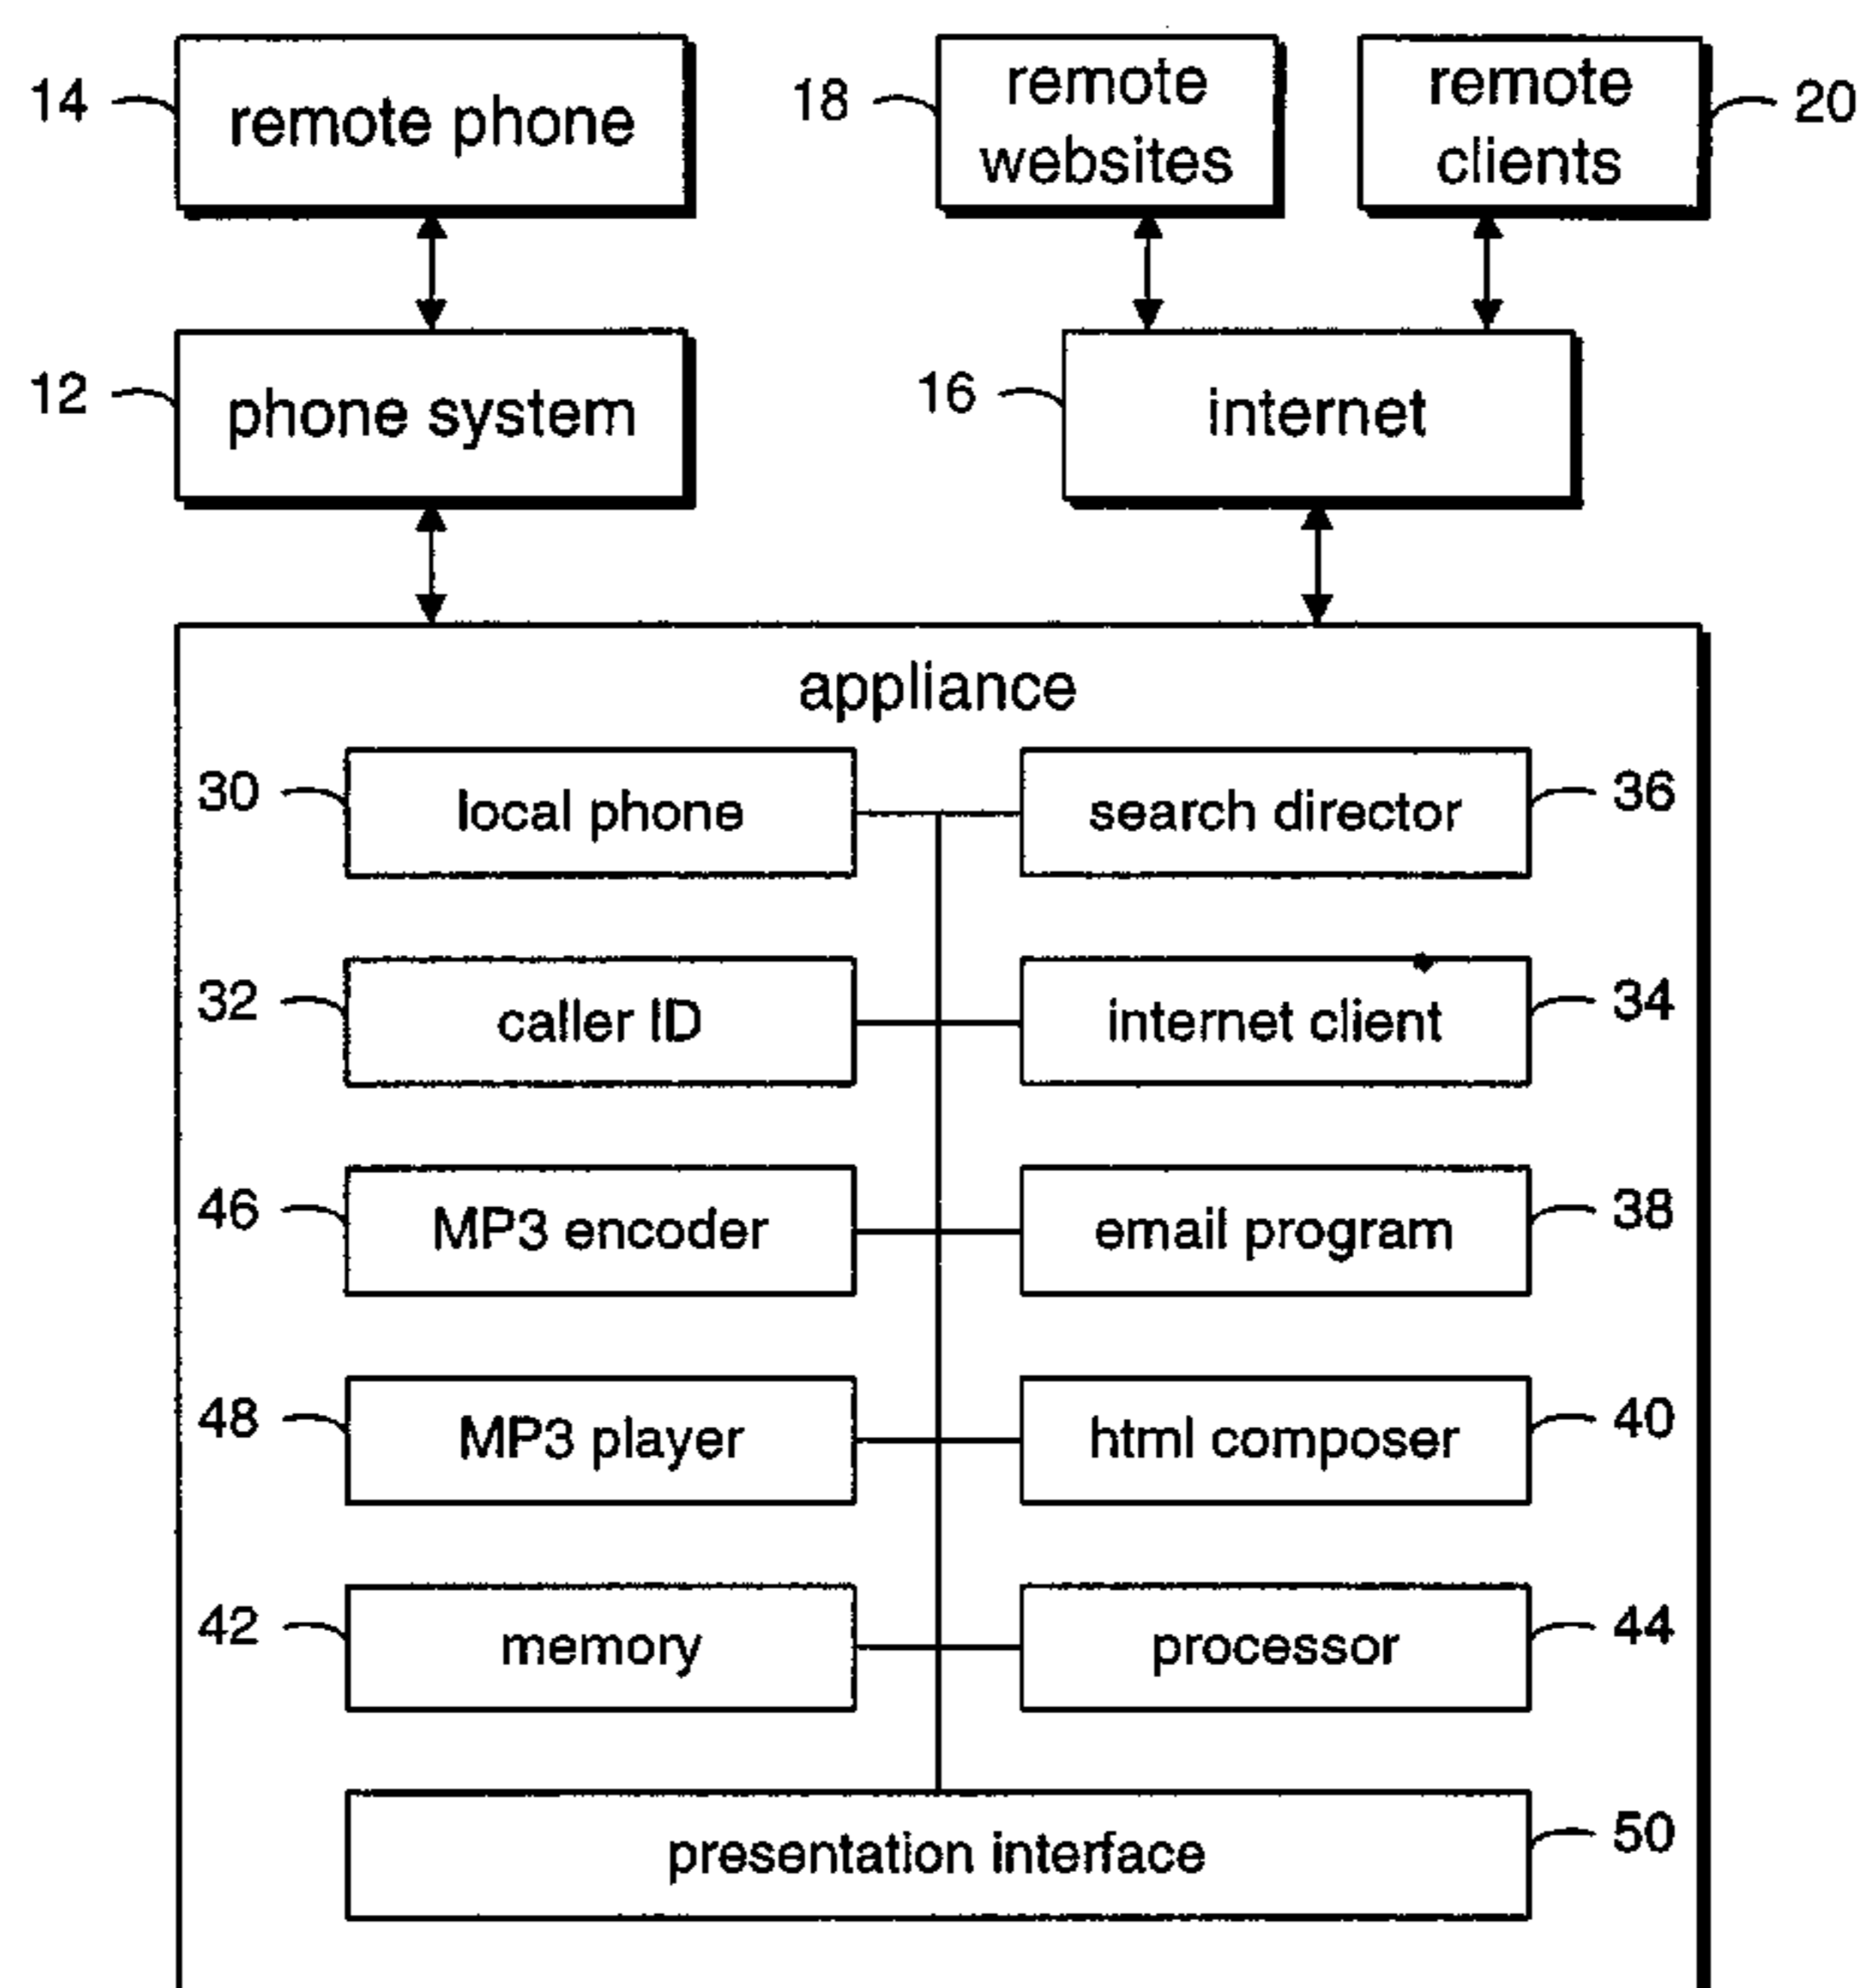 14 remote phone
18 remote websites
remote clients 20
12 phone system
16 internet
appliance
30 local phone
search director 36
32 caller ID
internet client 34
46 MP3 encoder
email program 38
48 MP3 player
html composer 40
42 memory
processor 44
presentation interface 50